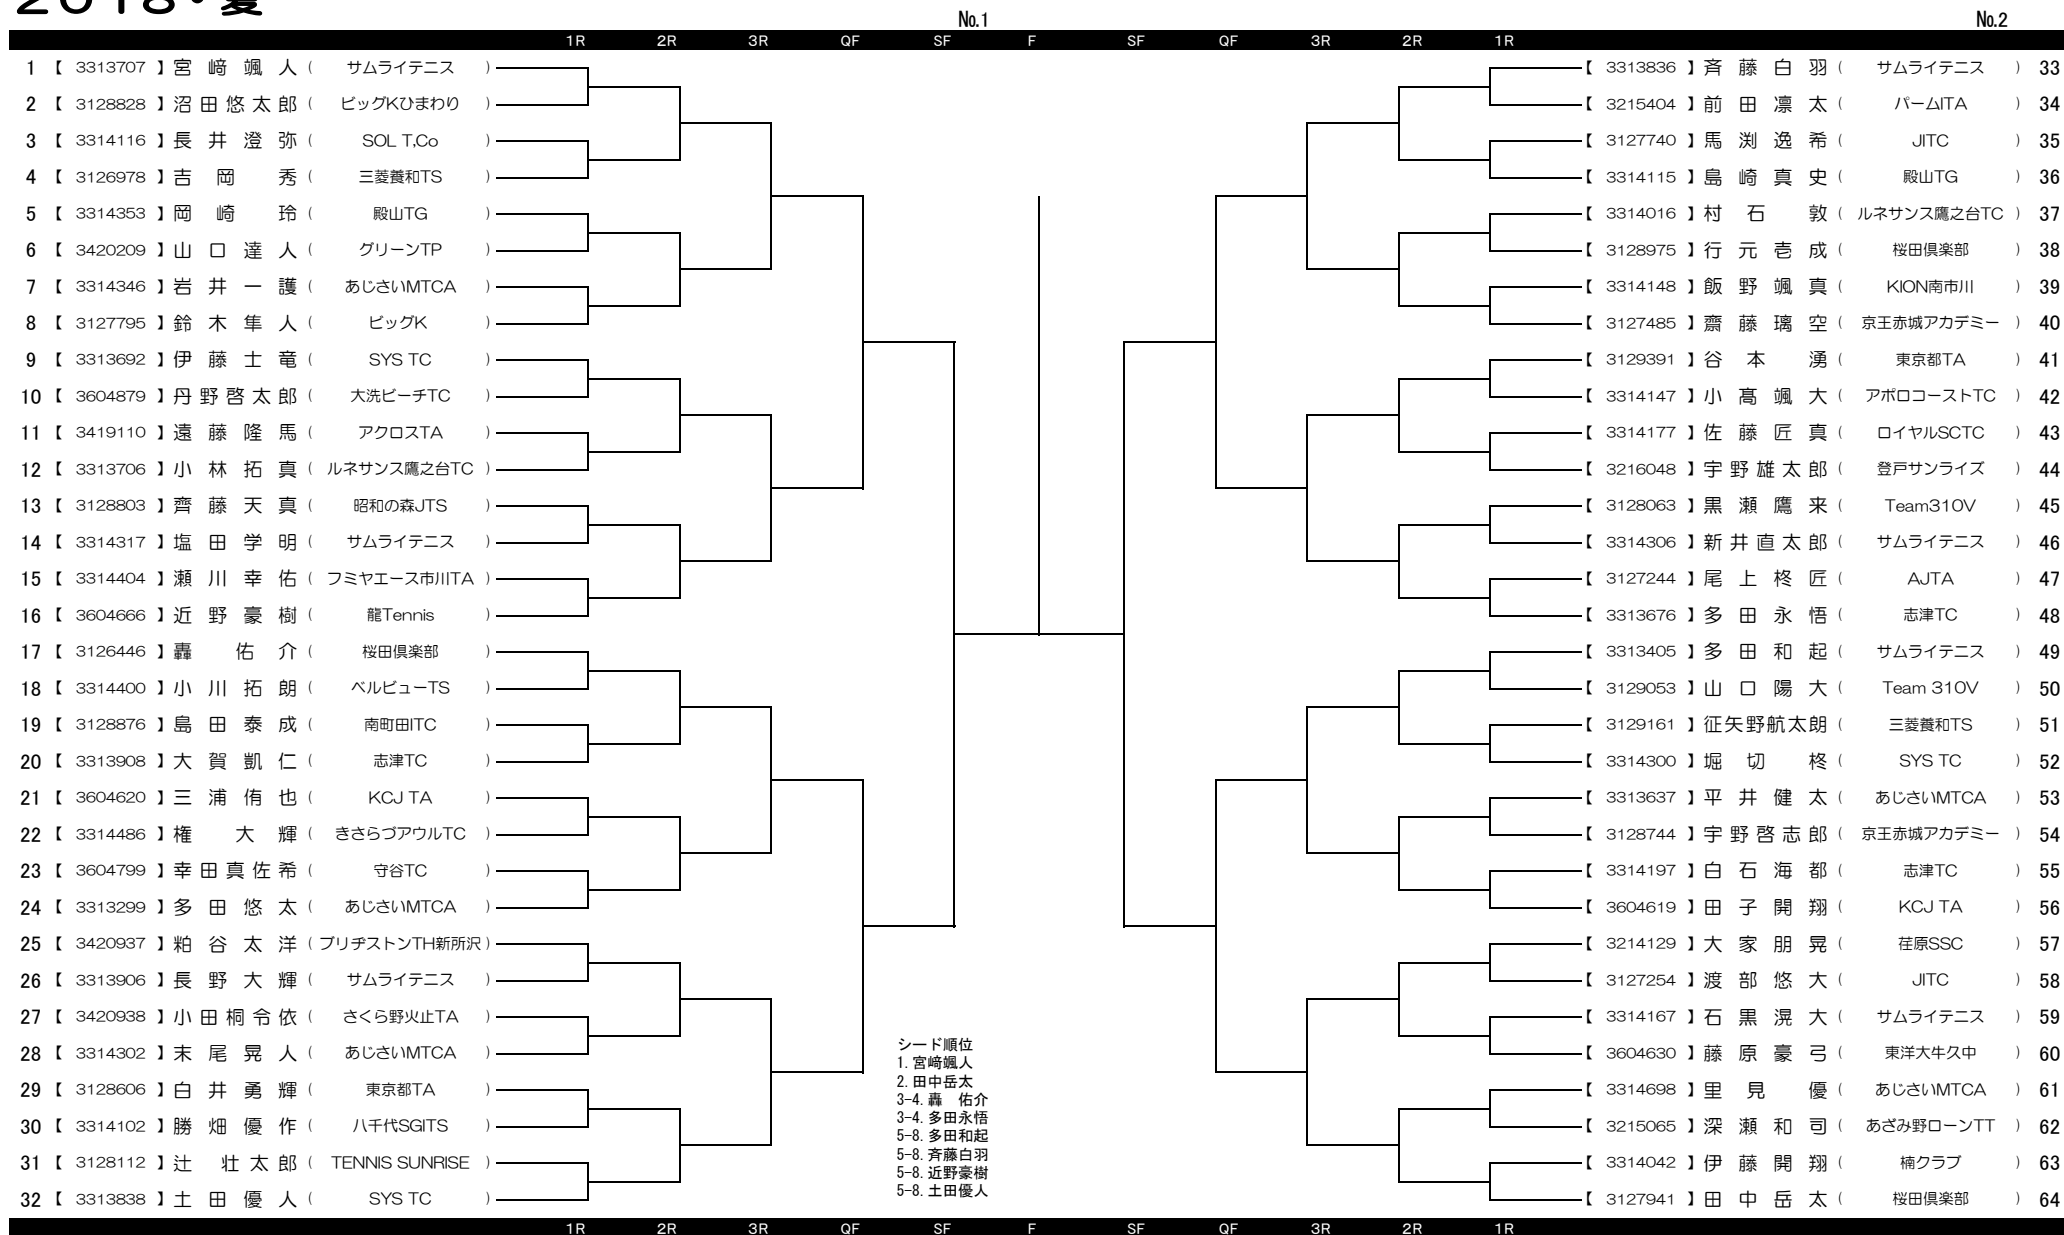 2018・夏
No.1
No.2
1R 2R 3R QF SF F SF QF 3R 2R 1R
1 【 3313707 】 宮﨑颯人 ( サムライテニス )
2 【 3128828 】 沼田悠太郎 ( ビッグKひまわり )
3 【 3314116 】 長井澄弥 ( SOL T,Co )
4 【 3126978 】 吉岡 秀 ( 三菱養和TS )
5 【 3314353 】 岡崎 玲 ( 殿山TG )
6 【 3420209 】 山口達人 ( グリーンTP )
7 【 3314346 】 岩井一護 ( あじさいMTCA )
8 【 3127795 】 鈴木隼人 ( ビッグK )
9 【 3313692 】 伊藤士竜 ( SYS TC )
10 【 3604879 】 丹野啓太郎 ( 大洗ビーチTC )
11 【 3419110 】 遠藤隆馬 ( アクロスTA )
12 【 3313706 】 小林拓真 ( ルネサンス鷹之台TC )
13 【 3128803 】 齊藤天真 ( 昭和の森JTS )
14 【 3314317 】 塩田学明 ( サムライテニス )
15 【 3314404 】 瀬川幸佑 ( フミヤエース市川TA )
16 【 3604666 】 近野豪樹 ( 龍Tennis )
17 【 3126446 】 轟 佑介 ( 桜田倶楽部 )
18 【 3314400 】 小川拓朗 ( ベルビューTS )
19 【 3128876 】 島田泰成 ( 南町田ITC )
20 【 3313908 】 大賀凱仁 ( 志津TC )
21 【 3604620 】 三浦侑也 ( KCJ TA )
22 【 3314486 】 権 大輝 ( きさらづアウルTC )
23 【 3604799 】 幸田真佐希 ( 守谷TC )
24 【 3313299 】 多田悠太 ( あじさいMTCA )
25 【 3420937 】 粕谷太洋 ( ブリヂストンTH新所沢 )
26 【 3313906 】 長野大輝 ( サムライテニス )
27 【 3420938 】 小田桐令依 ( さくら野火止TA )
28 【 3314302 】 末尾晃人 ( あじさいMTCA )
29 【 3128606 】 白井勇輝 ( 東京都TA )
30 【 3314102 】 勝畑優作 ( 八千代SGITS )
31 【 3128112 】 辻 壮太郎 ( TENNIS SUNRISE )
32 【 3313838 】 土田優人 ( SYS TC )
シード順位
1. 宮﨑颯人
2. 田中岳太
3-4. 轟 佑介
3-4. 多田永悟
5-8. 多田和起
5-8. 斉藤白羽
5-8. 近野豪樹
5-8. 土田優人
【 3313836 】 斉藤白羽 ( サムライテニス ) 33
【 3215404 】 前田凛太 ( パームITA ) 34
【 3127740 】 馬渕逸希 ( JITC ) 35
【 3314115 】 島崎真史 ( 殿山TG ) 36
【 3314016 】 村石 敦 ( ルネサンス鷹之台TC ) 37
【 3128975 】 行元壱成 ( 桜田倶楽部 ) 38
【 3314148 】 飯野颯真 ( KION南市川 ) 39
【 3127485 】 齋藤璃空 ( 京王赤城アカデミー ) 40
【 3129391 】 谷本 湧 ( 東京都TA ) 41
【 3314147 】 小髙颯大 ( アポロコーストTC ) 42
【 3314177 】 佐藤匠真 ( ロイヤルSCTC ) 43
【 3216048 】 宇野雄太郎 ( 登戸サンライズ ) 44
【 3128063 】 黒瀬鷹来 ( Team310V ) 45
【 3314306 】 新井直太郎 ( サムライテニス ) 46
【 3127244 】 尾上柊匠 ( AJTA ) 47
【 3313676 】 多田永悟 ( 志津TC ) 48
【 3313405 】 多田和起 ( サムライテニス ) 49
【 3129053 】 山口陽大 ( Team 310V ) 50
【 3129161 】 征矢野航太朗 ( 三菱養和TS ) 51
【 3314300 】 堀切 柊 ( SYS TC ) 52
【 3313637 】 平井健太 ( あじさいMTCA ) 53
【 3128744 】 宇野啓志郎 ( 京王赤城アカデミー ) 54
【 3314197 】 白石海都 ( 志津TC ) 55
【 3604619 】 田子開翔 ( KCJ TA ) 56
【 3214129 】 大家朋晃 ( 荏原SSC ) 57
【 3127254 】 渡部悠大 ( JITC ) 58
【 3314167 】 石黒滉大 ( サムライテニス ) 59
【 3604630 】 藤原豪弓 ( 東洋大牛久中 ) 60
【 3314698 】 里見 優 ( あじさいMTCA ) 61
【 3215065 】 深瀬和司 ( あざみ野ローンTT ) 62
【 3314042 】 伊藤開翔 ( 楠クラブ ) 63
【 3127941 】 田中岳太 ( 桜田倶楽部 ) 64
1R 2R 3R QF SF F SF QF 3R 2R 1R